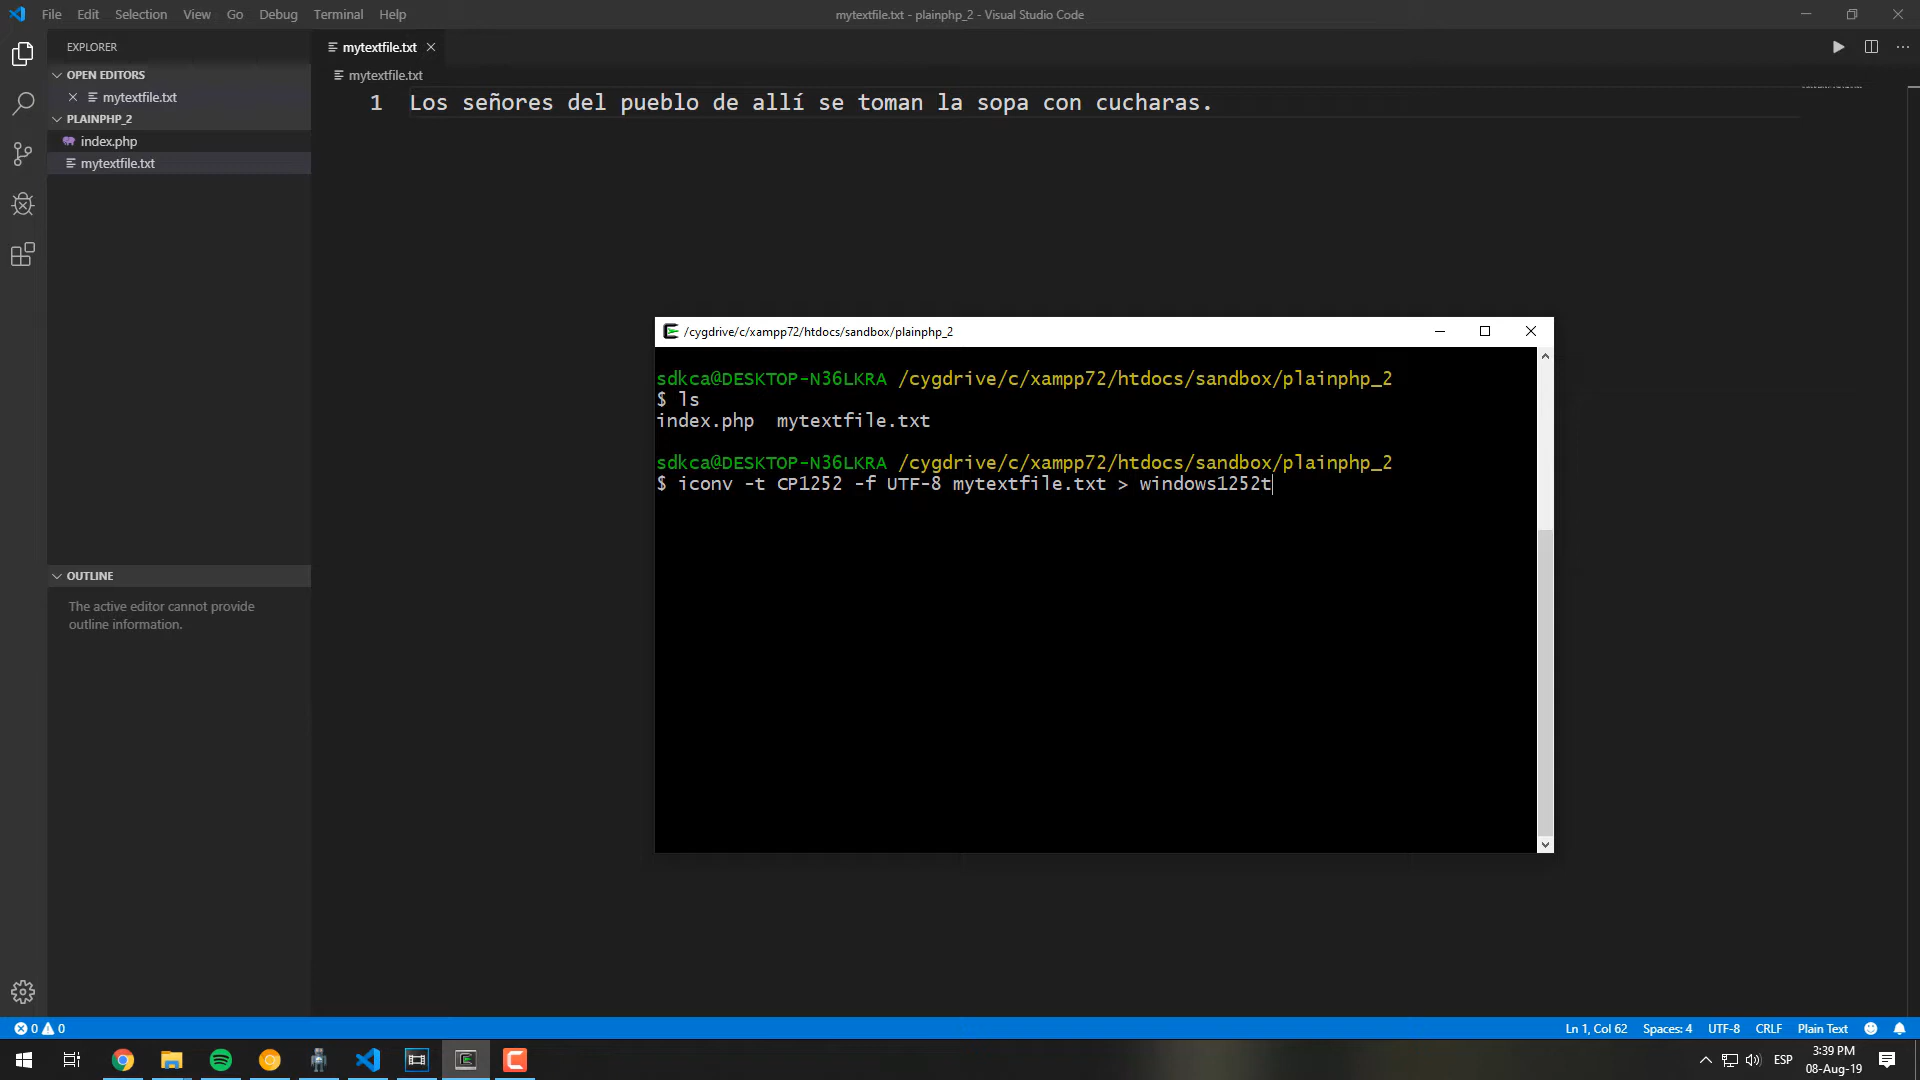 File Edit Selection View Go Debug Terminal Help
mytextfile.txt - plainphp_2 - Visual Studio Code
EXPLORER
OPEN EDITORS
mytextfile.txt
PLAINPHP_2
index.php
mytextfile.txt
OUTLINE
The active editor cannot provide
outline information.
mytextfile.txt
mytextfile.txt
1 Los señores del pueblo de allí se toman la sopa con cucharas.
/cygdrive/c/xampp72/htdocs/sandbox/plainphp_2
sdkca@DESKTOP-N36LKRA /cygdrive/c/xampp72/htdocs/sandbox/plainphp_2
$ ls
index.php mytextfile.txt
sdkca@DESKTOP-N36LKRA /cygdrive/c/xampp72/htdocs/sandbox/plainphp_2
$ iconv -t CP1252 -f UTF-8 mytextfile.txt > windows1252t
0 0
Ln 1, Col 62 Spaces: 4 UTF-8 CRLF Plain Text
ESP
3:39 PM
08-Aug-19